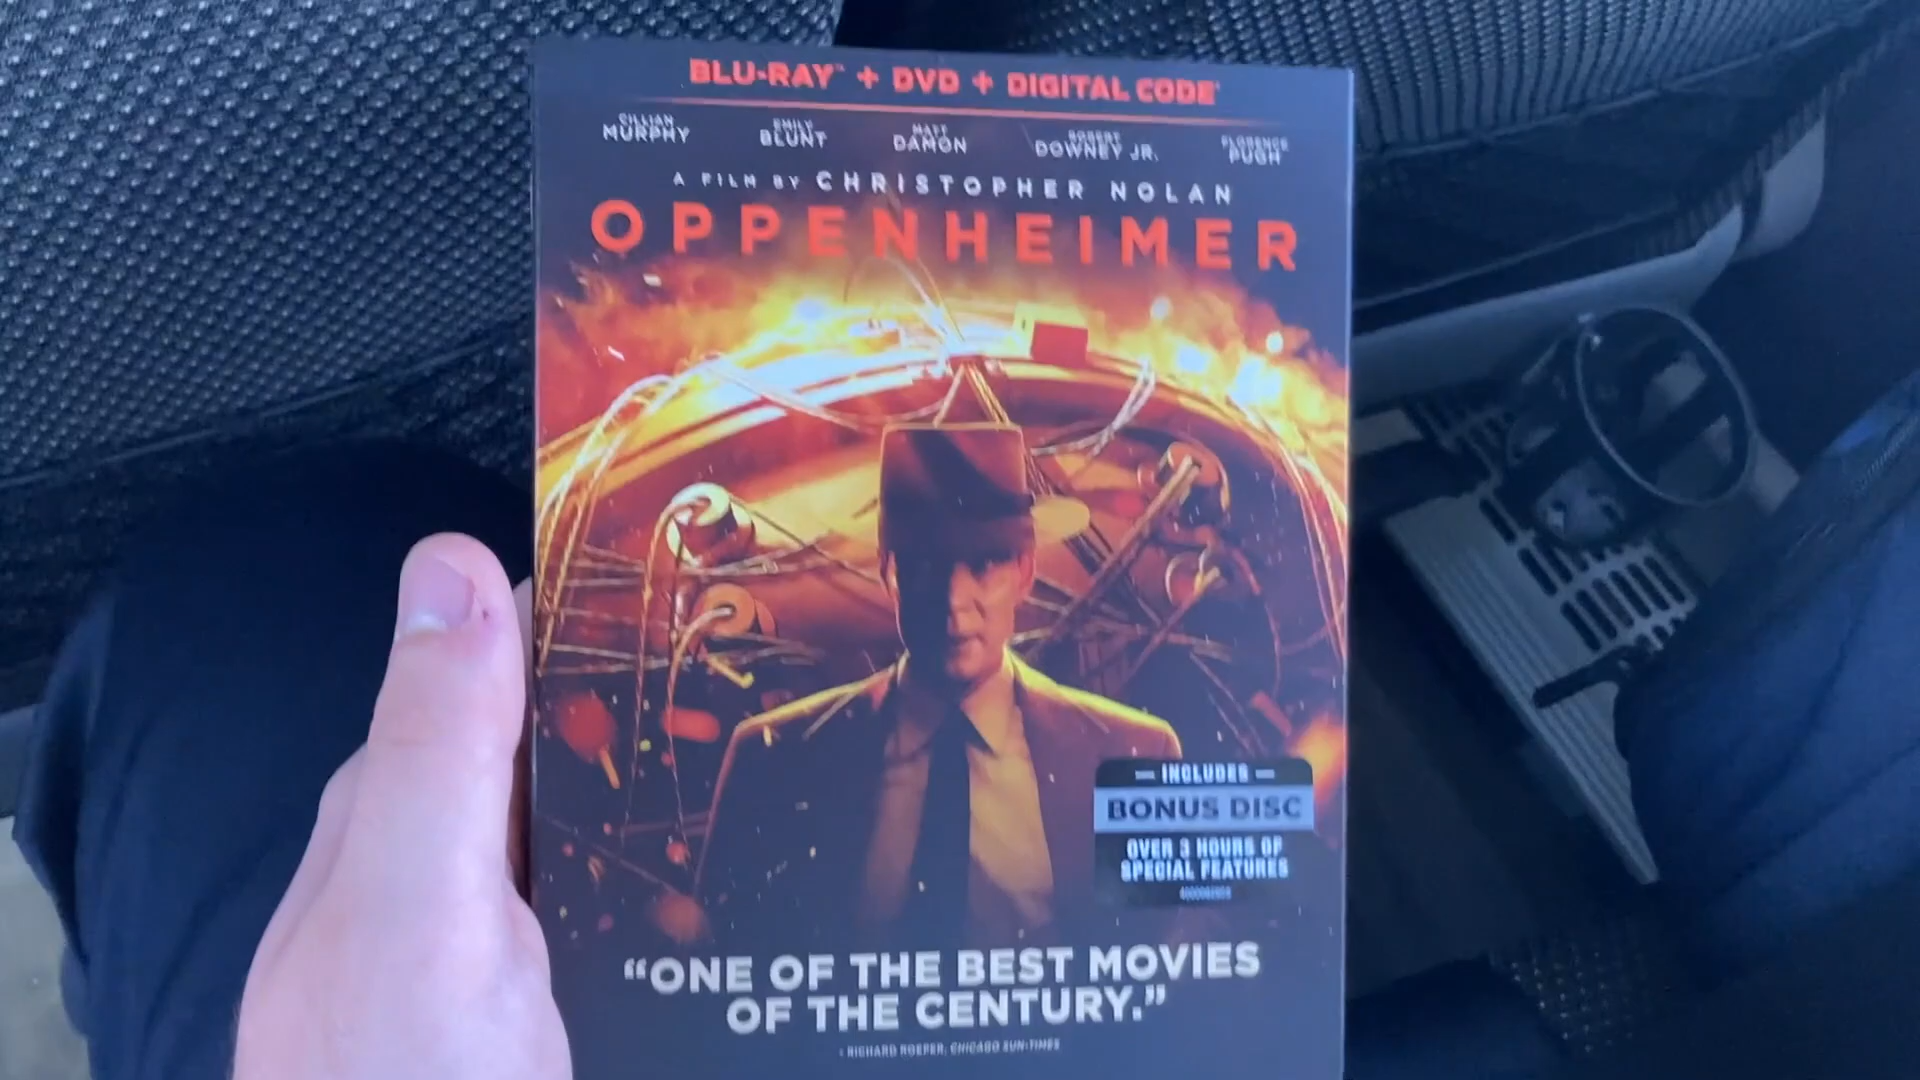 BLU-RAY™ + DVD + DIGITAL CODE
CILLIAN MURPHY EMILY BLUNT MATT DAMON ROBERT DOWNEY JR. FLORENCE PUGH
A FILM BY CHRISTOPHER NOLAN
OPPENHEIMER
— INCLUDES —
BONUS DISC
OVER 3 HOURS OF
SPECIAL FEATURES
“ONE OF THE BEST MOVIES
OF THE CENTURY.”
- RICHARD ROEPER, CHICAGO SUN-TIMES